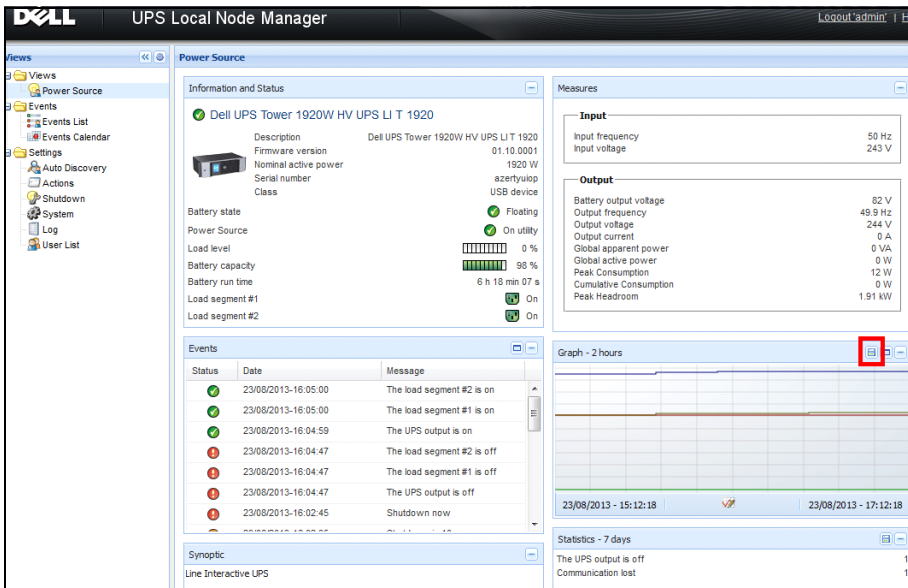 DELL UPS Local Node Manager Logout 'admin' |
Views
Power Source
Views
Power Source
Events
Events List
Events Calendar
Settings
Auto Discovery
Actions
Shutdown
System
Log
User List
Information and Status
Dell UPS Tower 1920W HV UPS LI T 1920
Description Dell UPS Tower 1920W HV UPS LI T 1920
Firmware version 01.10.0001
Nominal active power 1920 W
Serial number azertyuiop
Class USB device
Battery state Floating
Power Source On utility
Load level 0 %
Battery capacity 98 %
Battery run time 6 h 18 min 07 s
Load segment #1 On
Load segment #2 On
Events
Status Date Message
23/08/2013-16:05:00 The load segment #2 is on
23/08/2013-16:05:00 The load segment #1 is on
23/08/2013-16:04:59 The UPS output is on
23/08/2013-16:04:47 The load segment #2 is off
23/08/2013-16:04:47 The load segment #1 is off
23/08/2013-16:04:47 The UPS output is off
23/08/2013-16:02:45 Shutdown now
Synoptic
Line Interactive UPS
Measures
Input
Input frequency 50 Hz
Input voltage 243 V
Output
Battery output voltage 82 V
Output frequency 49.9 Hz
Output voltage 244 V
Output current 0 A
Global apparent power 0 VA
Global active power 0 W
Peak Consumption 12 W
Cumulative Consumption 0 W
Peak Headroom 1.91 kW
Graph - 2 hours
23/08/2013 - 15:12:18 23/08/2013 - 17:12:18
Statistics - 7 days
The UPS output is off 1
Communication lost 1